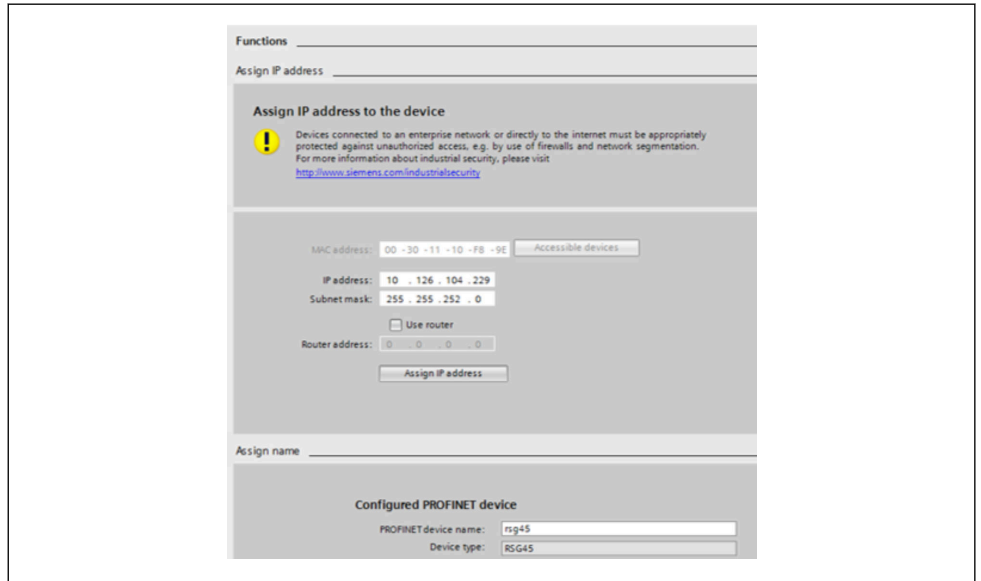 Functions
Assign IP address
Assign IP address to the device
Devices connected to an enterprise network or directly to the internet must be appropriately
protected against unauthorized access, e.g. by use of firewalls and network segmentation.
For more information about industrial security, please visit
http://www.siemens.com/industrialsecurity
MAC address: 00 -30 -11 -10 -F8 -9E Accessible devices
IP address: 10 . 126 . 104 . 229
Subnet mask: 255 . 255 . 252 . 0
Use router
Router address: 0 . 0 . 0 . 0
Assign IP address
Assign name
Configured PROFINET device
PROFINET device name: rsg45
Device type: RSG45